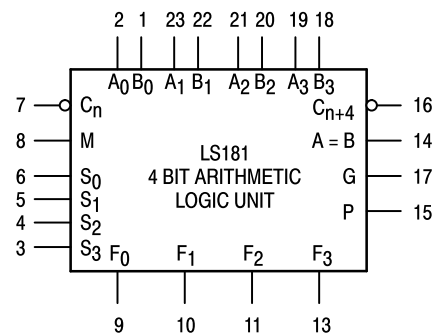 2 1 23 22 21 20 19 18
A0 B0 A1 B1 A2 B2 A3 B3
7 Cn Cn+4 16
8 M LS181 A = B 14
6 S0 4 BIT ARITHMETIC G 17
5 S1 LOGIC UNIT
4 S2 P 15
3 S3 F0 F1 F2 F3
9 10 11 13